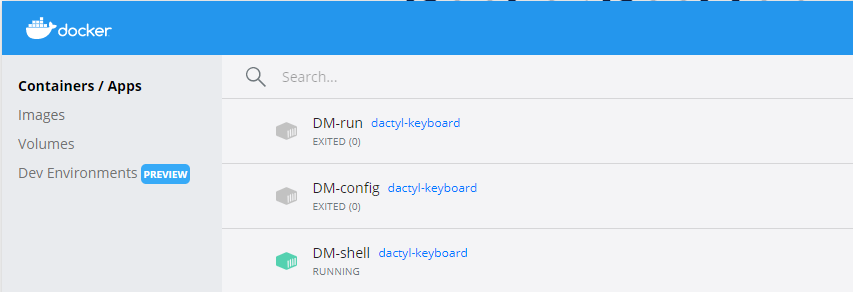 docker
Containers / Apps
Images
Volumes
Dev Environments PREVIEW
Search...
DM-run dactyl-keyboard
EXITED (0)
DM-config dactyl-keyboard
EXITED (0)
DM-shell dactyl-keyboard
RUNNING